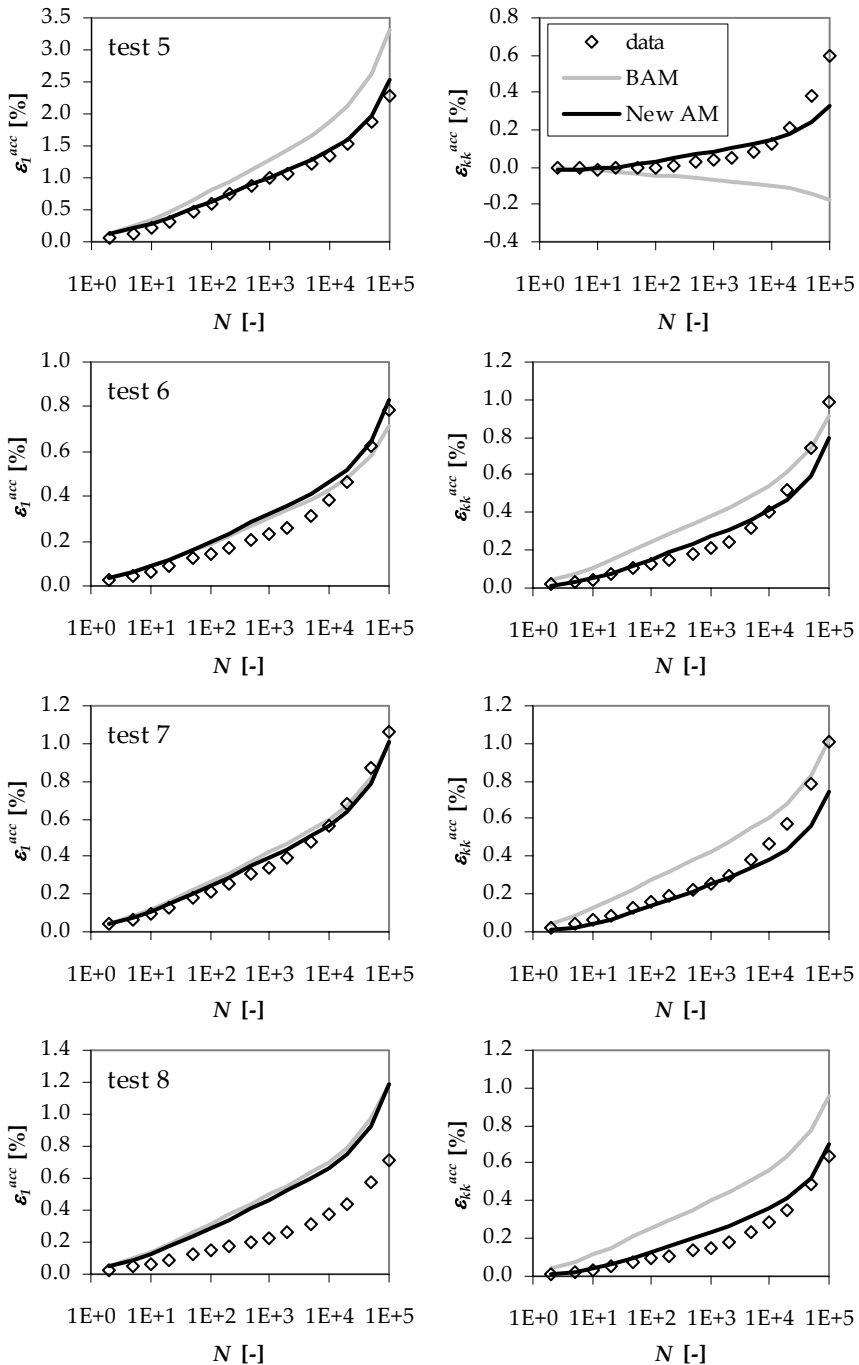 test 5
ε₁ᵃᶜᶜ [%]
3.5
3.0
2.5
2.0
1.5
1.0
0.5
0.0
1E+0 1E+1 1E+2 1E+3 1E+4 1E+5
N [-]
data
BAM
New AM
εₖₖᵃᶜᶜ [%]
0.8
0.6
0.4
0.2
0.0
-0.2
-0.4
1E+0 1E+1 1E+2 1E+3 1E+4 1E+5
N [-]
test 6
ε₁ᵃᶜᶜ [%]
1.0
0.8
0.6
0.4
0.2
0.0
1E+0 1E+1 1E+2 1E+3 1E+4 1E+5
N [-]
εₖₖᵃᶜᶜ [%]
1.2
1.0
0.8
0.6
0.4
0.2
0.0
1E+0 1E+1 1E+2 1E+3 1E+4 1E+5
N [-]
test 7
ε₁ᵃᶜᶜ [%]
1.2
1.0
0.8
0.6
0.4
0.2
0.0
1E+0 1E+1 1E+2 1E+3 1E+4 1E+5
N [-]
εₖₖᵃᶜᶜ [%]
1.2
1.0
0.8
0.6
0.4
0.2
0.0
1E+0 1E+1 1E+2 1E+3 1E+4 1E+5
N [-]
test 8
ε₁ᵃᶜᶜ [%]
1.4
1.2
1.0
0.8
0.6
0.4
0.2
0.0
1E+0 1E+1 1E+2 1E+3 1E+4 1E+5
N [-]
εₖₖᵃᶜᶜ [%]
1.2
1.0
0.8
0.6
0.4
0.2
0.0
1E+0 1E+1 1E+2 1E+3 1E+4 1E+5
N [-]